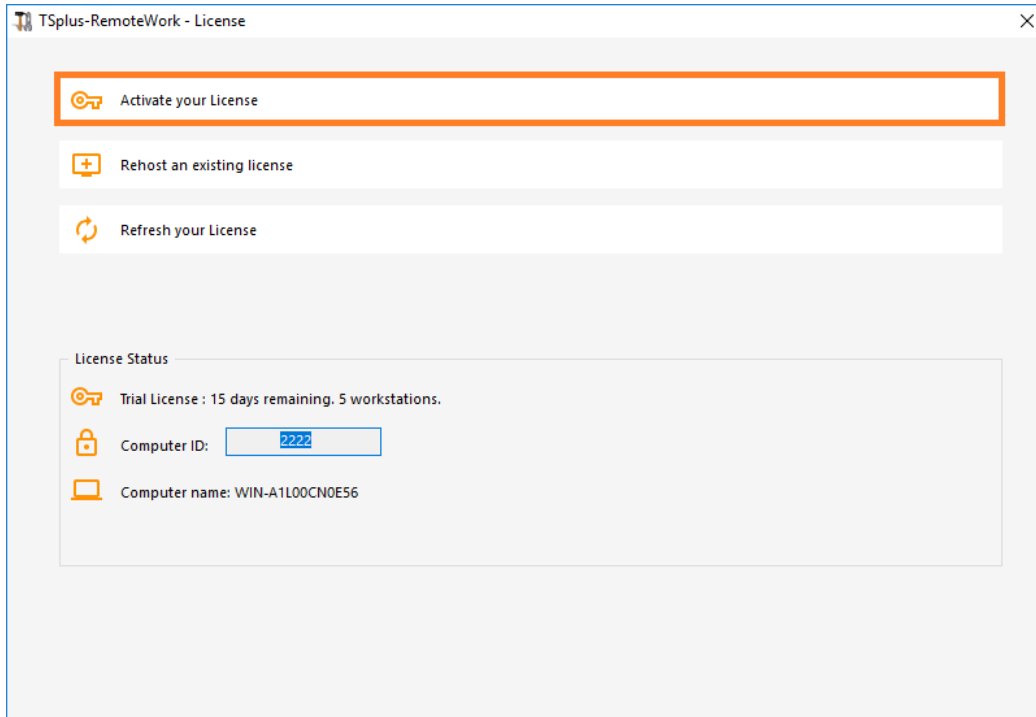 TSplus-RemoteWork - License
Activate your License
Rehost an existing license
Refresh your License
License Status
Trial License : 15 days remaining. 5 workstations.
Computer ID: 2222
Computer name: WIN-A1L00CN0E56